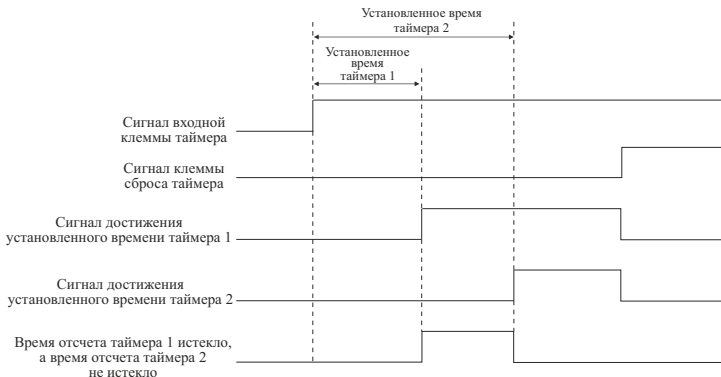 Установленное время
таймера 2
Установленное
время
таймера 1
Сигнал входной
клеммы таймера
Сигнал клеммы
сброса таймера
Сигнал достижения
установленного времени таймера 1
Сигнал достижения
установленного времени таймера 2
Время отсчета таймера 1 истекло,
а время отсчета таймера 2
не истекло